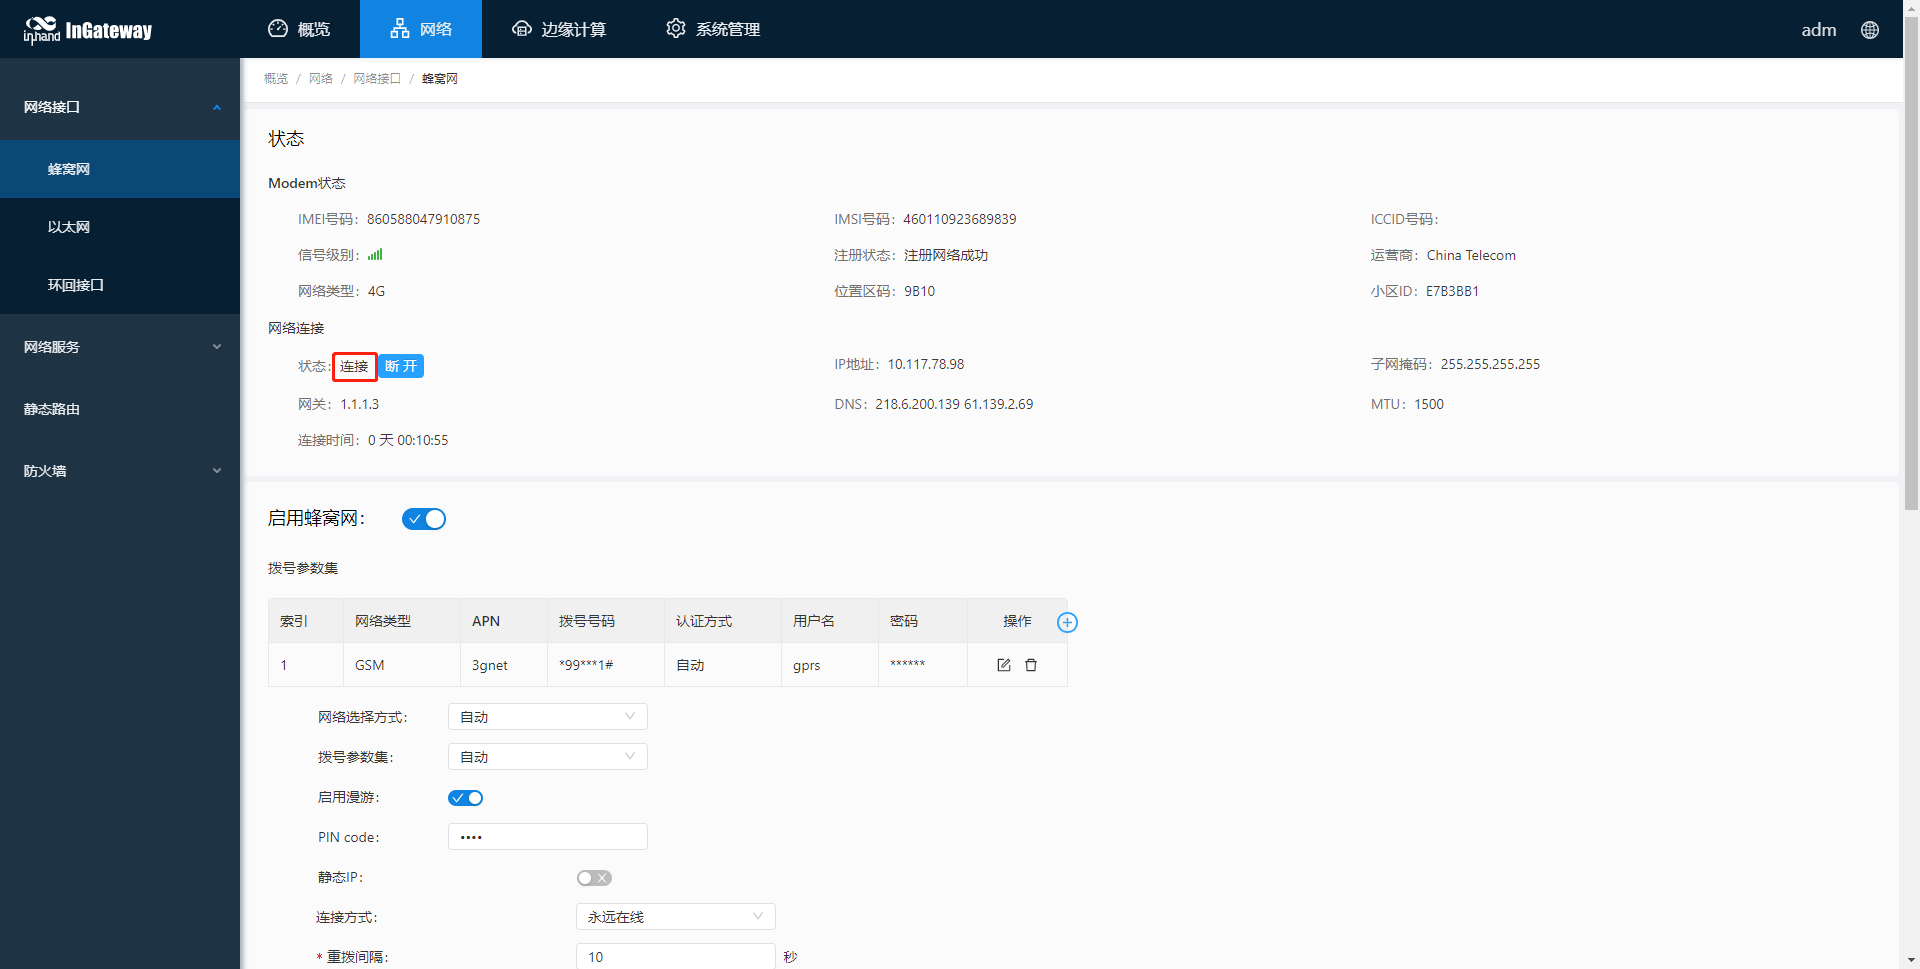 inhand InGateway
概览
网络
边缘计算
系统管理
adm
网络接口
蜂窝网
以太网
环回接口
网络服务
静态路由
防火墙
概览 / 网络 / 网络接口 / 蜂窝网
状态
Modem状态
IMEI号码: 860588047910875
IMSI号码: 460110923689839
ICCID号码:
信号级别:
注册状态: 注册网络成功
运营商: China Telecom
网络类型: 4G
位置区码: 9B10
小区ID: E7B3BB1
网络连接
状态: 连接 断 开
IP地址: 10.117.78.98
子网掩码: 255.255.255.255
网关: 1.1.1.3
DNS: 218.6.200.139 61.139.2.69
MTU: 1500
连接时间: 0 天 00:10:55
启用蜂窝网:
拨号参数集
索引 网络类型 APN 拨号号码 认证方式 用户名 密码 操作
1 GSM 3gnet *99***1# 自动 gprs ******
网络选择方式: 自动
拨号参数集: 自动
启用漫游:
PIN code: ••••
静态IP:
连接方式: 永远在线
* 重拨间隔: 10 秒